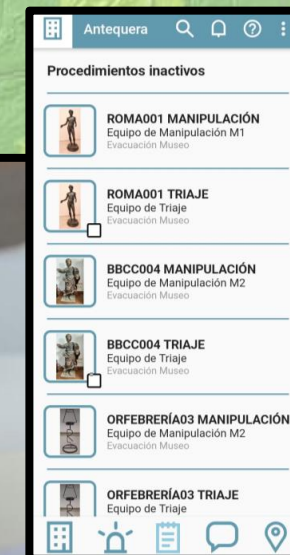 Antequera
Procedimientos inactivos
ROMA001 MANIPULACIÓN
Equipo de Manipulación M1
Evacuación Museo
ROMA001 TRIAJE
Equipo de Triaje
Evacuación Museo
BBCC004 MANIPULACIÓN
Equipo de Manipulación M2
Evacuación Museo
BBCC004 TRIAJE
Equipo de Triaje
Evacuación Museo
ORFEBRERÍA03 MANIPULACIÓN
Equipo de Manipulación M2
Evacuación Museo
ORFEBRERÍA03 TRIAJE
Equipo de Triaje